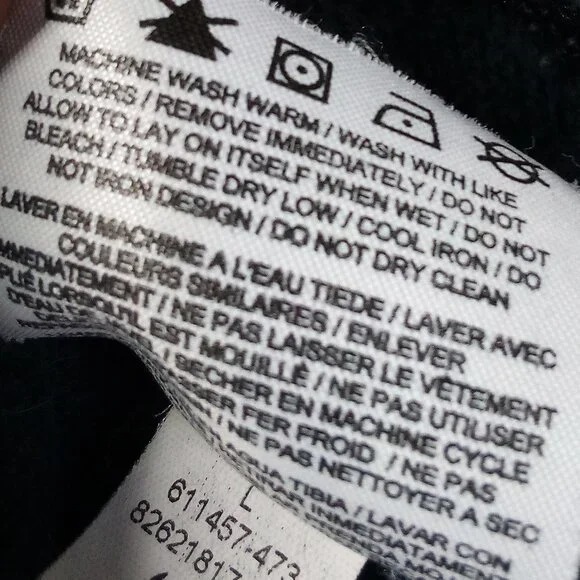 MACHINE WASH WARM / WASH WITH LIKE
COLORS / REMOVE IMMEDIATELY / DO NOT
ALLOW TO LAY ON ITSELF WHEN WET / DO NOT
BLEACH / TUMBLE DRY LOW / COOL IRON / DO
NOT IRON DESIGN / DO NOT DRY CLEAN
LAVER EN MACHINE A L'EAU TIEDE / LAVER AVEC
COULEURS SIMILAIRES / ENLEVER
/ NE PAS LAISSER LE VÊTEMENT
LORSQU'IL EST MOUILLÉ / NE PAS UTILISER
/ SECHER EN MACHINE CYCLE
FER FROID / NE PAS
/ NE PAS NETTOYER A SEC
TIBIA / LAVAR CON
L
611457-473